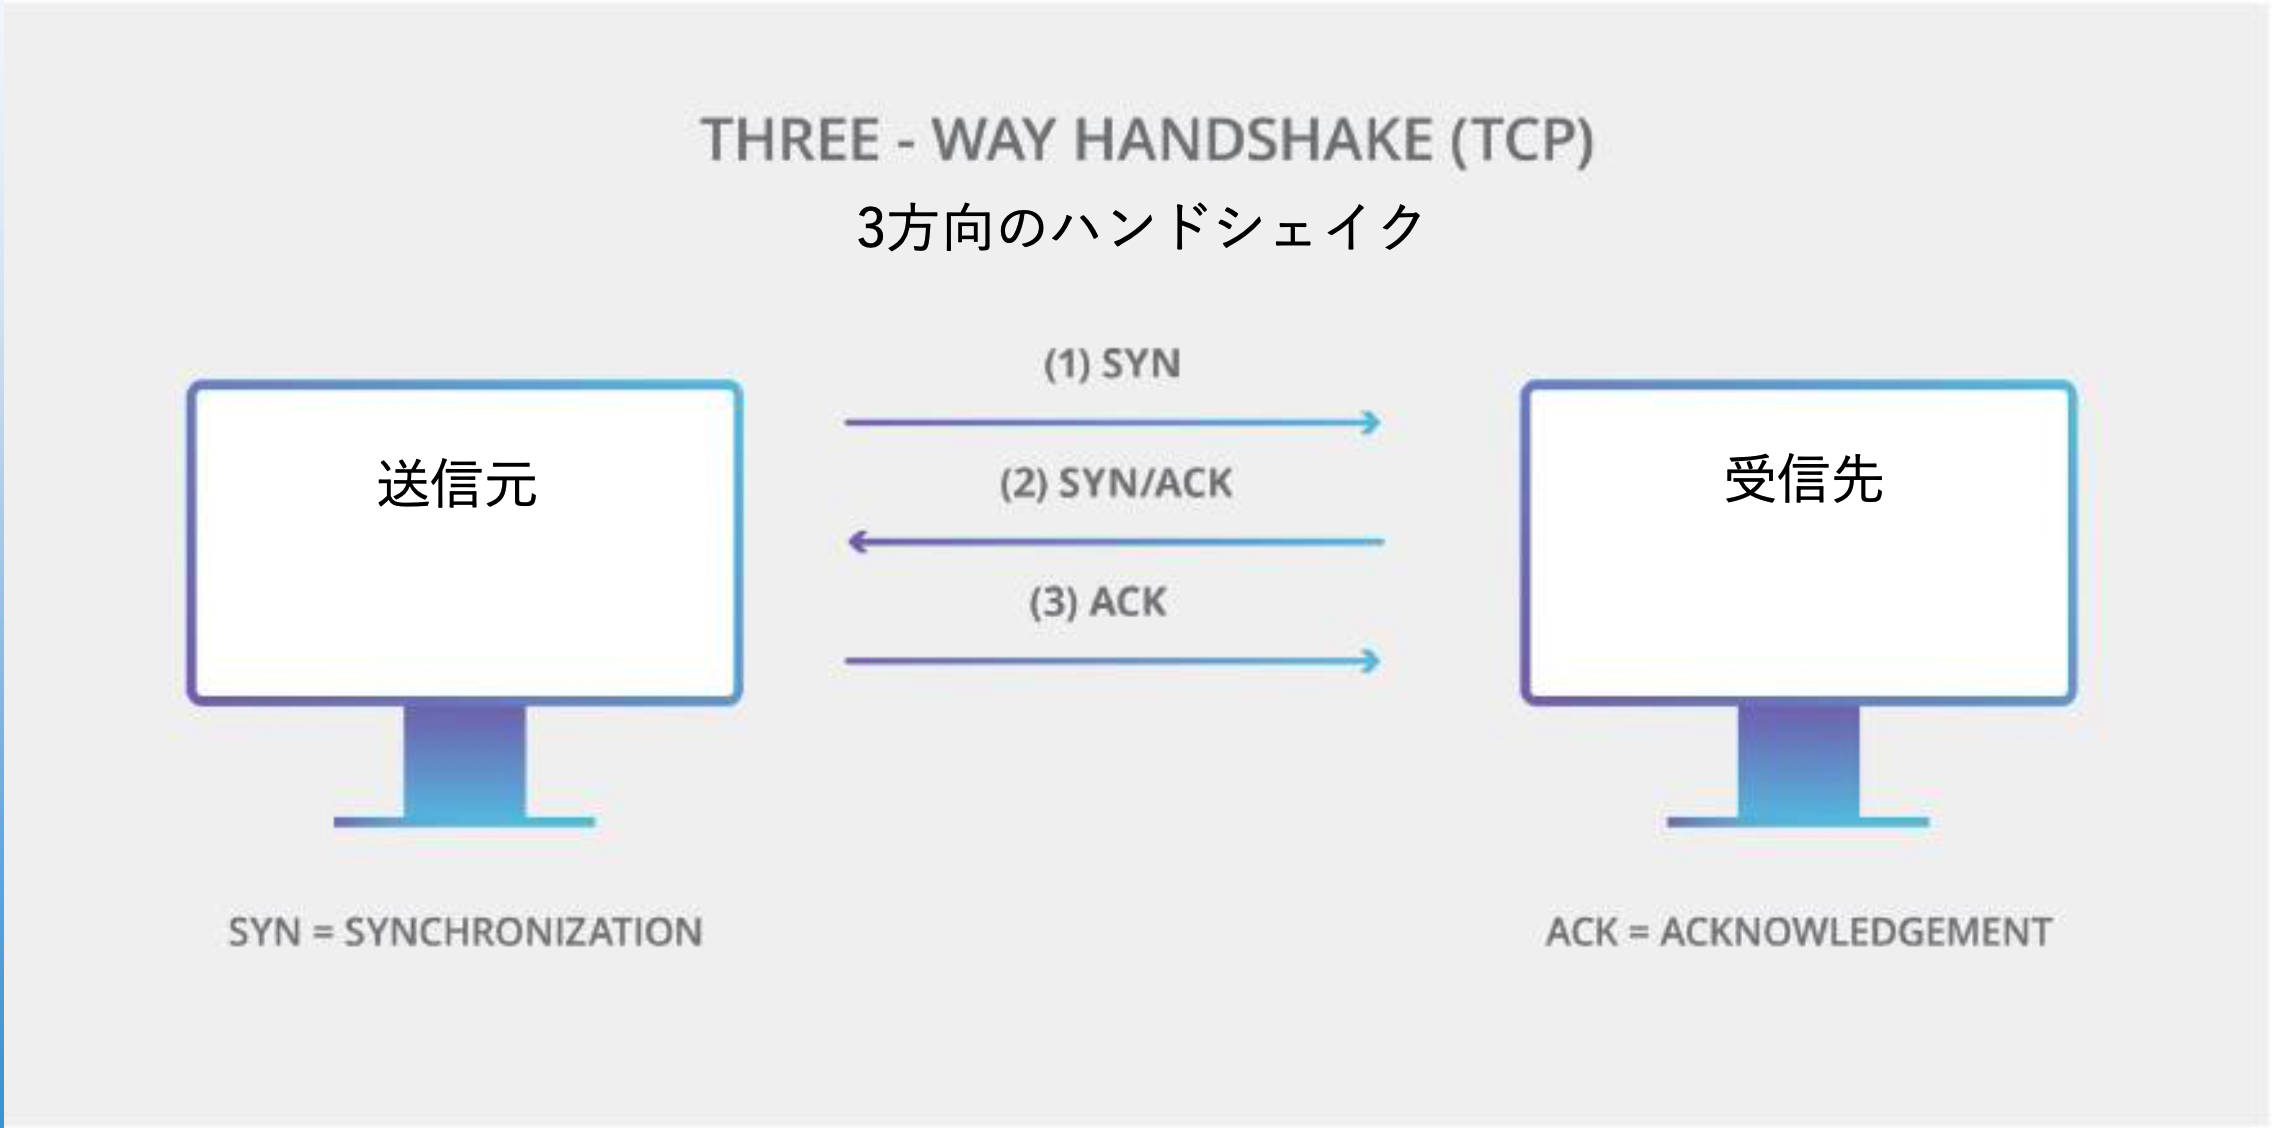 THREE - WAY HANDSHAKE (TCP)
3方向のハンドシェイク
送信元
(1) SYN
(2) SYN/ACK
(3) ACK
受信先
SYN = SYNCHRONIZATION
ACK = ACKNOWLEDGEMENT